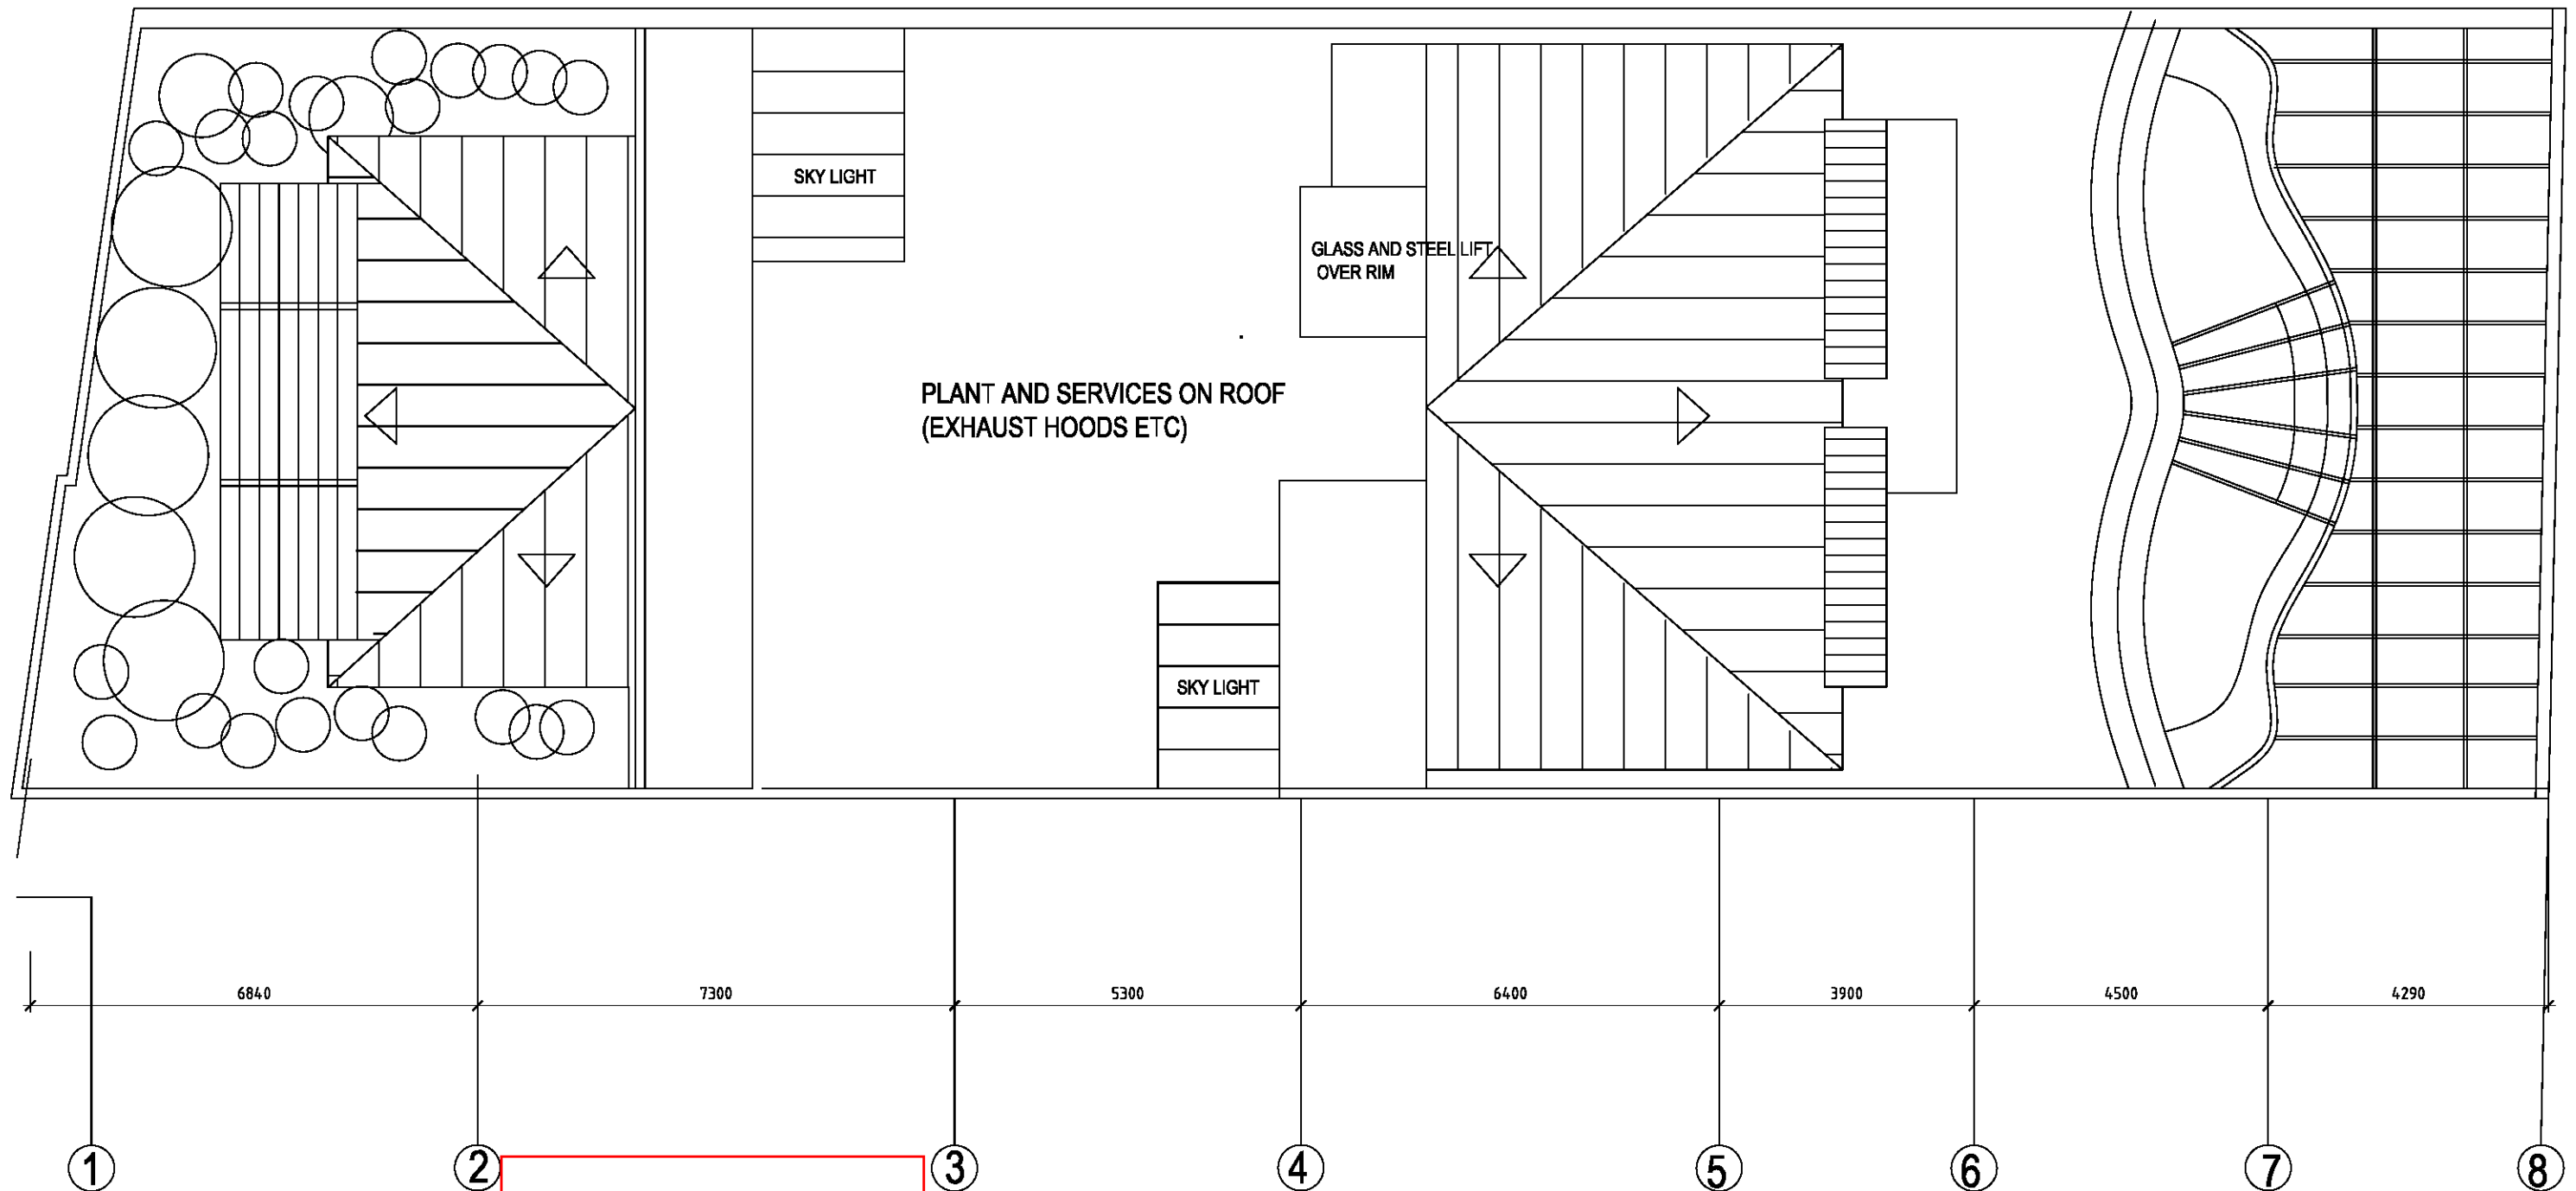 SKY LIGHT
GLASS AND STEEL LIFT
OVER RIM
PLANT AND SERVICES ON ROOF
(EXHAUST HOODS ETC)
SKY LIGHT
6840
7300
5300
6400
3900
4500
4290
1
2
3
4
5
6
7
8